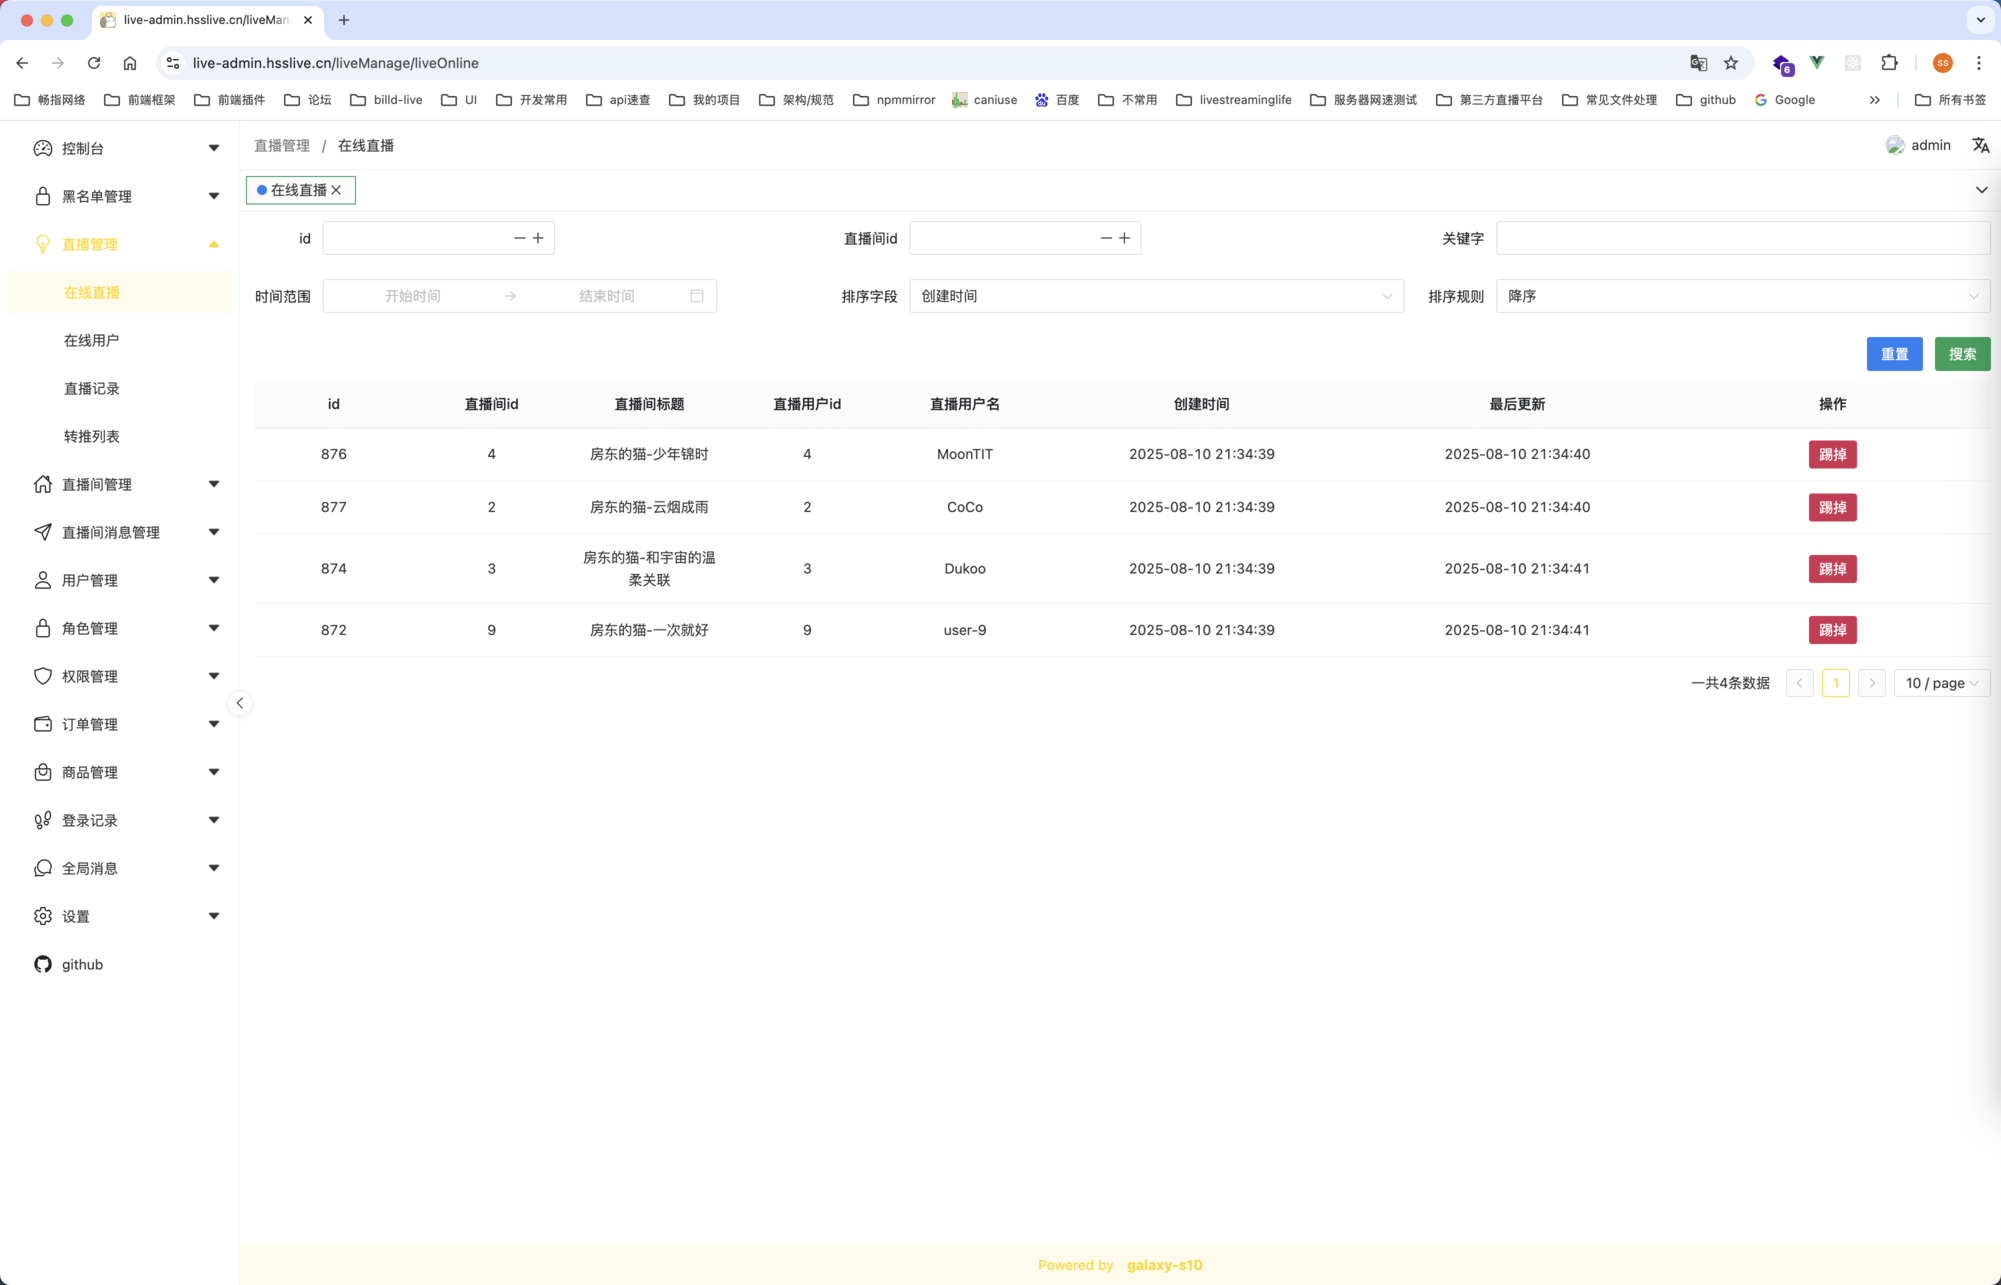 live-admin.hsslive.cn/liveMan
live-admin.hsslive.cn/liveManage/liveOnline
6
ss
畅指网络 前端框架 前端插件 论坛 billd-live UI 开发常用 api速查 我的项目 架构/规范 npmmirror caniuse 百度 不常用 livestreaminglife 服务器网速测试 第三方直播平台 常见文件处理 github Google 所有书签
控制台
黑名单管理
直播管理
在线直播
在线用户
直播记录
转推列表
直播间管理
直播间消息管理
用户管理
角色管理
权限管理
订单管理
商品管理
登录记录
全局消息
设置
github
直播管理 / 在线直播
admin
在线直播
id 直播间id 关键字
时间范围 开始时间 结束时间 排序字段 创建时间 排序规则 降序
重置 搜索
id 直播间id 直播间标题 直播用户id 直播用户名 创建时间 最后更新 操作
876 4 房东的猫-少年锦时 4 MoonTIT 2025-08-10 21:34:39 2025-08-10 21:34:40 踢掉
877 2 房东的猫-云烟成雨 2 CoCo 2025-08-10 21:34:39 2025-08-10 21:34:40 踢掉
874 3 房东的猫-和宇宙的温 3 Dukoo 2025-08-10 21:34:39 2025-08-10 21:34:41 踢掉
柔关联
872 9 房东的猫-一次就好 9 user-9 2025-08-10 21:34:39 2025-08-10 21:34:41 踢掉
一共4条数据 1 10 / page
Powered by galaxy-s10